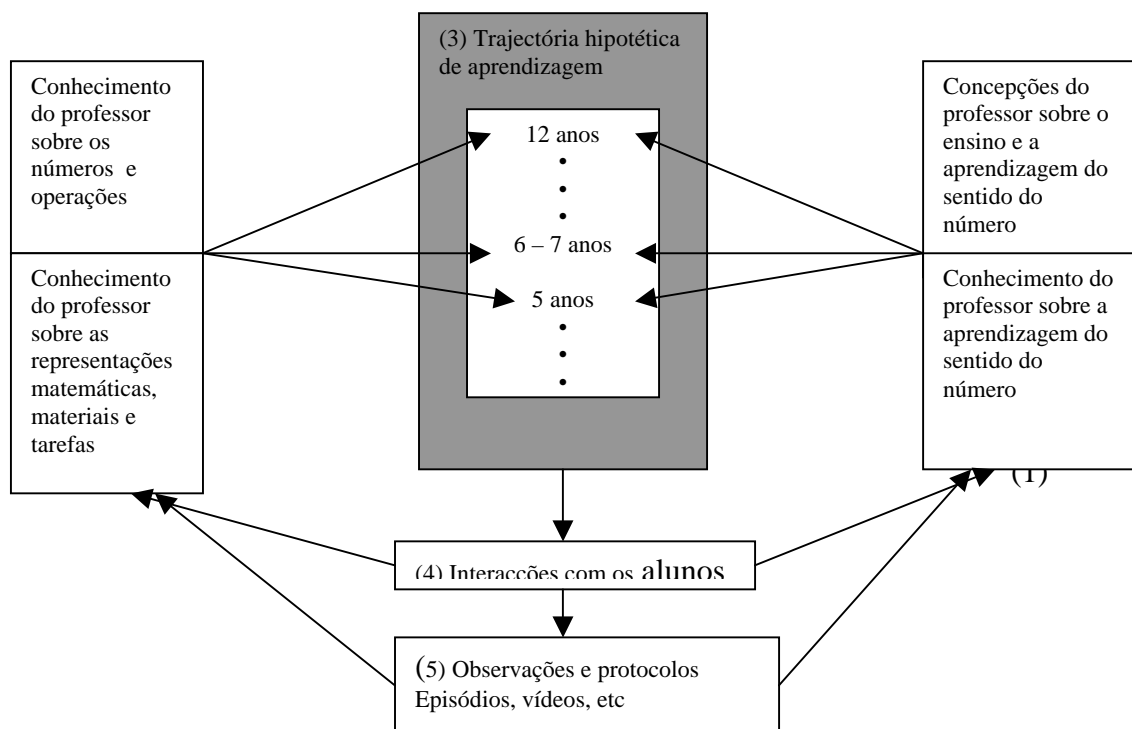 (3) Trajectória hipotética
de aprendizagem
Conhecimento
do professor
sobre os
números e
operações
Conhecimento
do professor
sobre as
representações
matemáticas,
materiais e
tarefas
12 anos
6 – 7 anos
5 anos
Concepções do
professor sobre o
ensino e a
aprendizagem do
sentido do
número
Conhecimento do
professor sobre a
aprendizagem do
sentido do
número
(1)
(4) Interacções com os alunos
(5) Observações e protocolos
Episódios, vídeos, etc